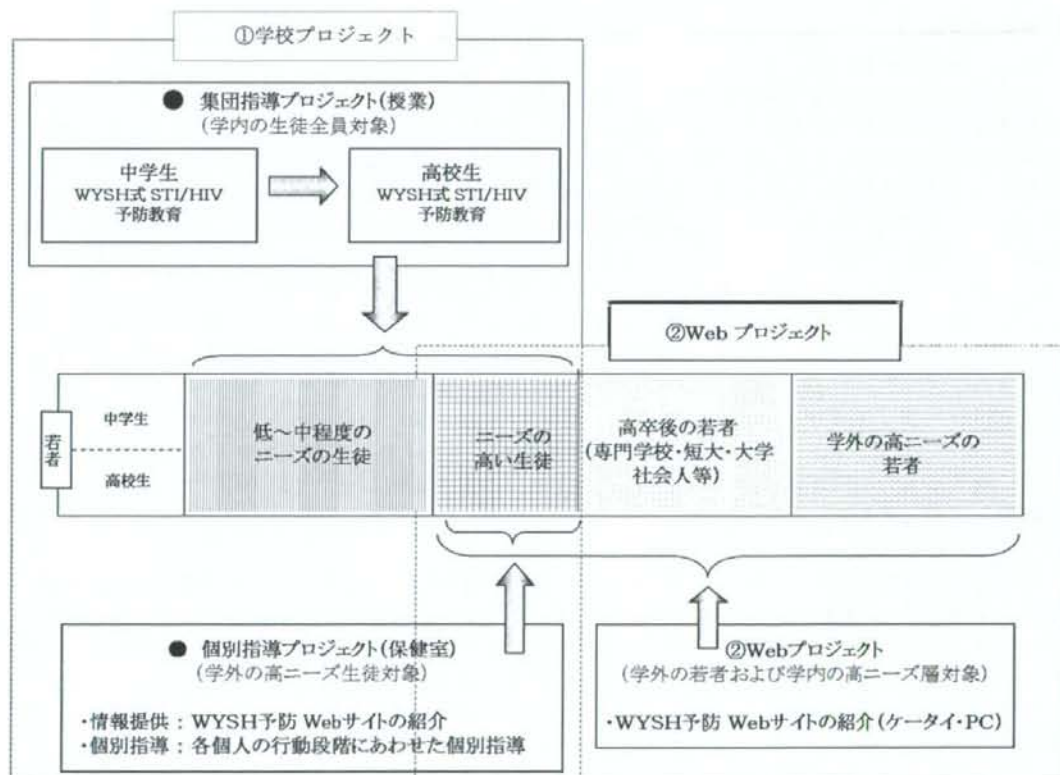 ①学校プロジェクト
● 集団指導プロジェクト(授業)
(学内の生徒全員対象)
中学生
WYSH式 STI/HIV
予防教育
高校生
WYSH式 STI/HIV
予防教育
②Web プロジェクト
若者
中学生
高校生
低～中程度の
ニーズの生徒
ニーズの
高い生徒
高卒後の若者
(専門学校・短大・大学
社会人等)
学外の高ニーズの
若者
● 個別指導プロジェクト(保健室)
(学外の高ニーズ生徒対象)
・情報提供 : WYSH予防 Webサイトの紹介
・個別指導 : 各個人の行動段階にあわせた個別指導
②Webプロジェクト
(学外の若者および学内の高ニーズ層対象)
・WYSH予防 Webサイトの紹介(ケータイ・PC)